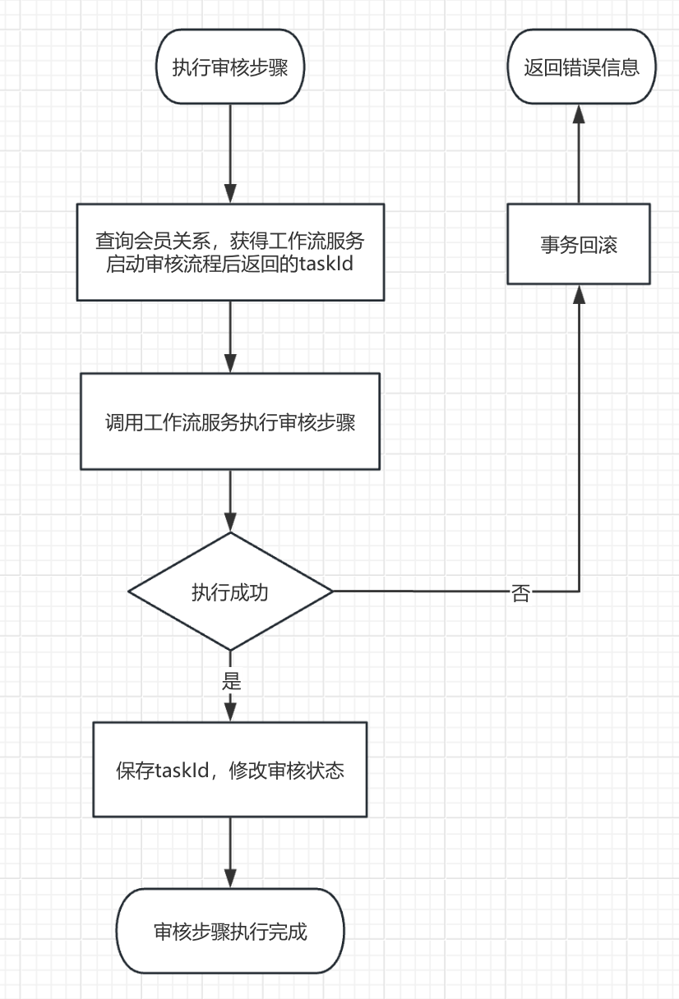 执行审核步骤
返回错误信息
查询会员关系，获得工作流服务
启动审核流程后返回的taskId
事务回滚
调用工作流服务执行审核步骤
执行成功
否
是
保存taskId，修改审核状态
审核步骤执行完成